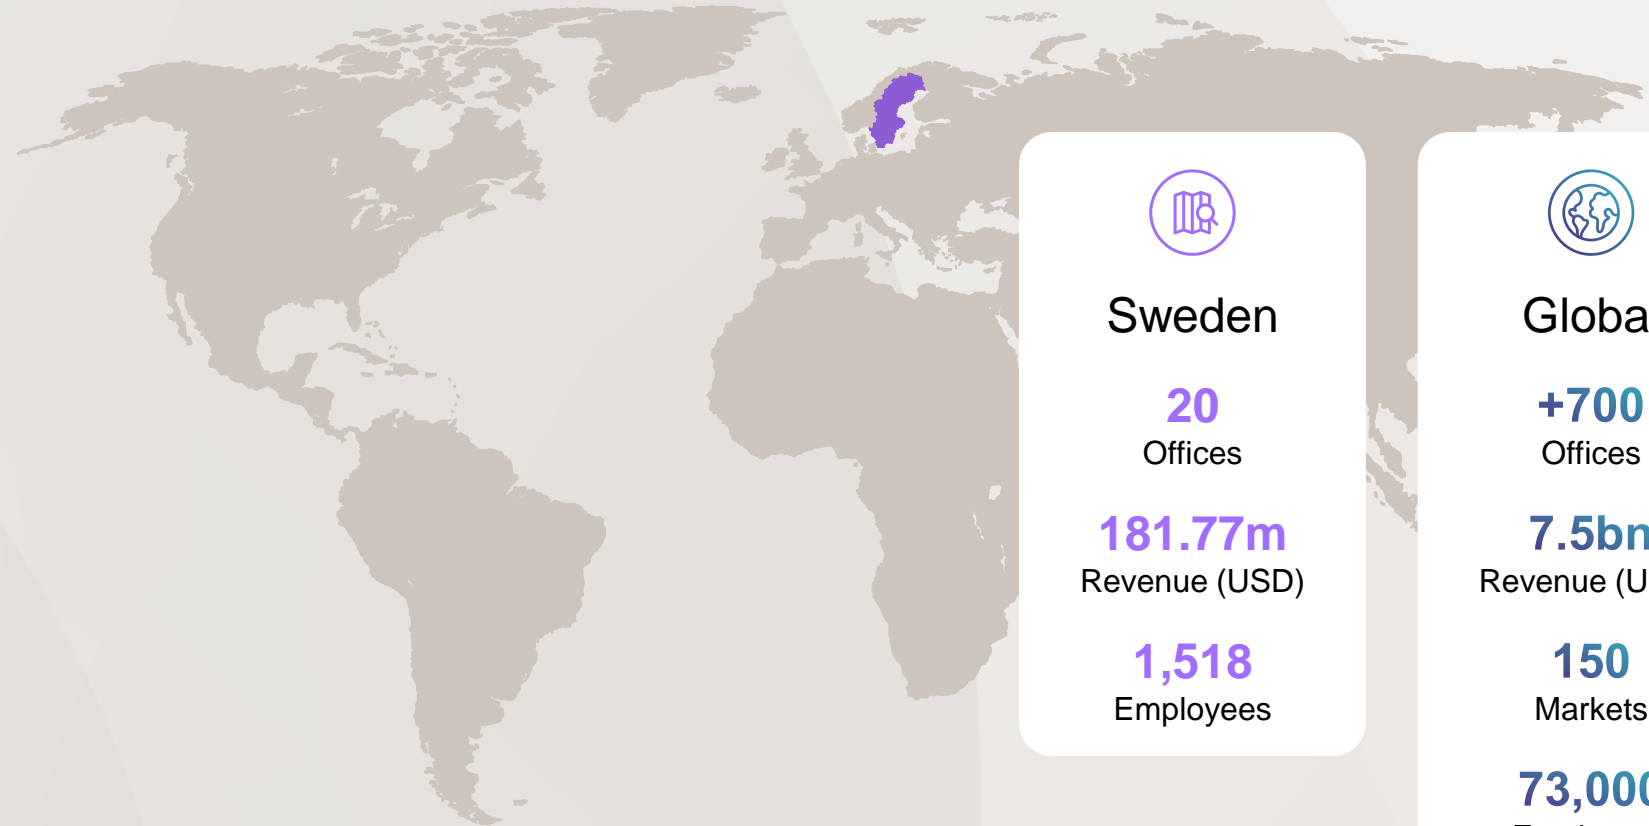 Sweden
20
Offices
181.77m
Revenue (USD)
1,518
Employees
Globa
+700
Offices
7.5bn
Revenue (U
150
Markets
73,000